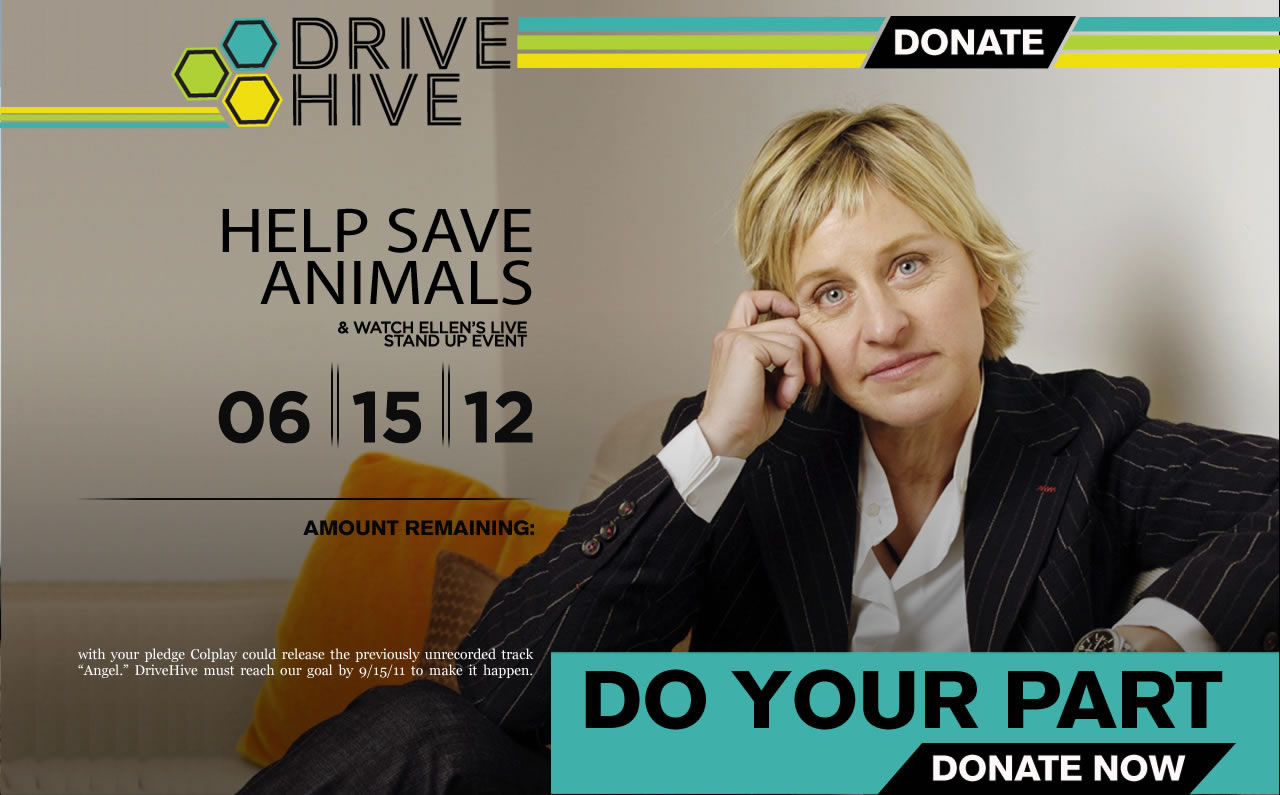 DRIVE
HIVE
DONATE
HELP SAVE
ANIMALS
& WATCH ELLEN'S LIVE
STAND UP EVENT
06 15 12
AMOUNT REMAINING:
with your pledge Colplay could release the previously unrecorded track
“Angel.” DriveHive must reach our goal by 9/15/11 to make it happen.
DO YOUR PART
DONATE NOW